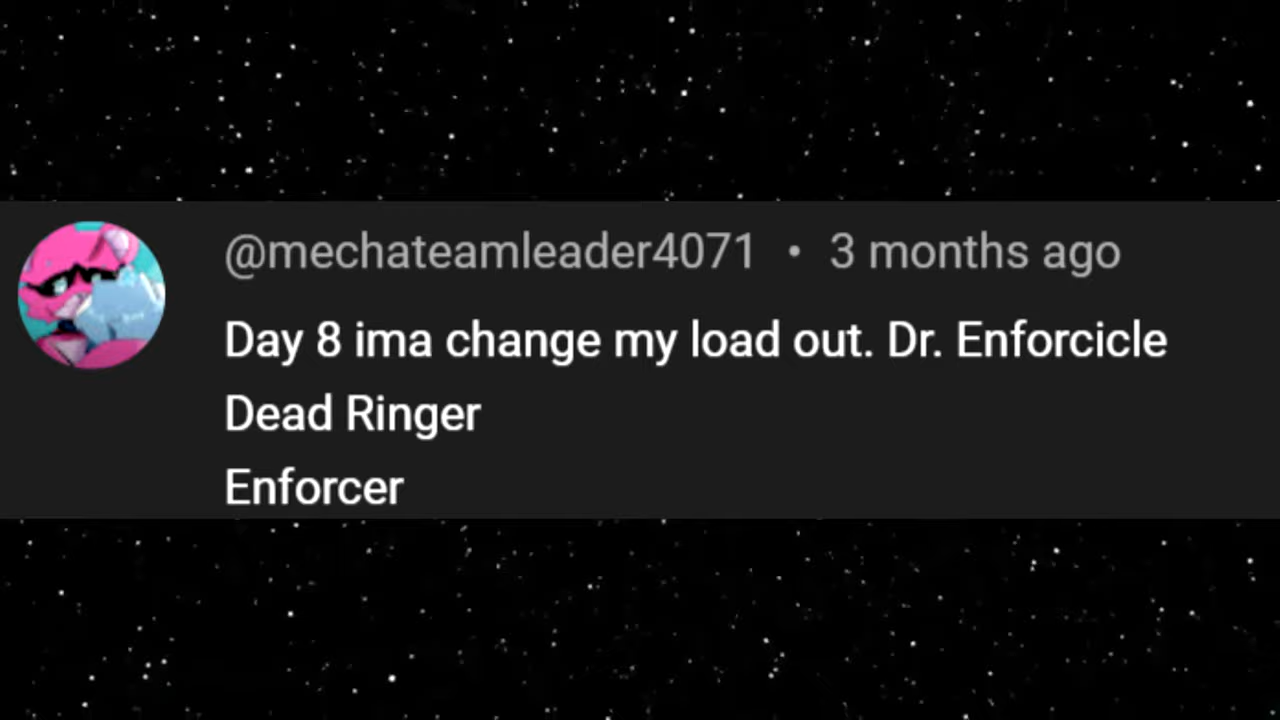 @mechateamleader4071 • 3 months ago
Day 8 ima change my load out. Dr. Enforcicle
Dead Ringer
Enforcer